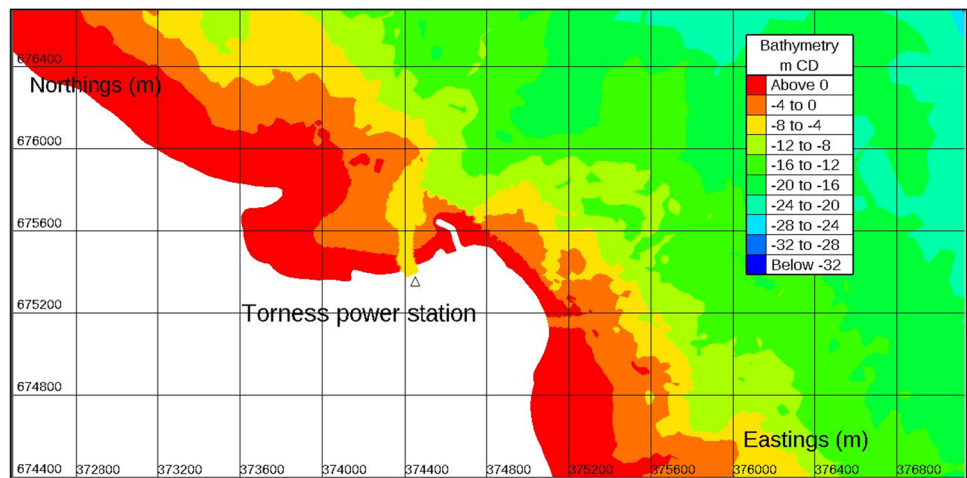 676400
Northings (m)
676000
675600
675200
674800
674400
Bathymetry
m CD
Above 0
-4 to 0
-8 to -4
-12 to -8
-16 to -12
-20 to -16
-24 to -20
-28 to -24
-32 to -28
Below -32
Torness power station
Eastings (m)
372800 373200 373600 374000 374400 374800 375200 375600 376000 376400 376800